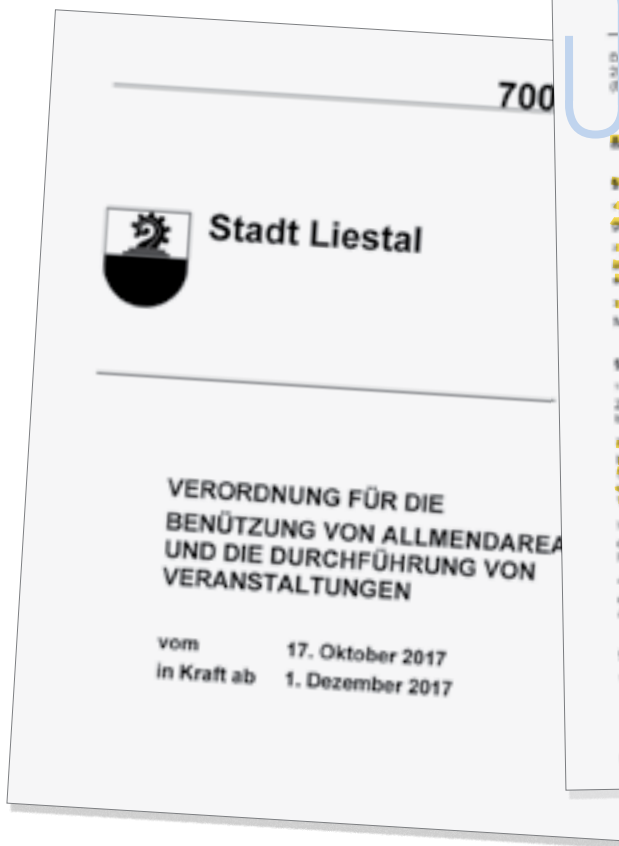 700
Stadt Liestal
VERORDNUNG FÜR DIE
BENÜTZUNG VON ALLMENDAREA
UND DIE DURCHFÜHRUNG VON
VERANSTALTUNGEN
vom 17. Oktober 2017
in Kraft ab 1. Dezember 2017